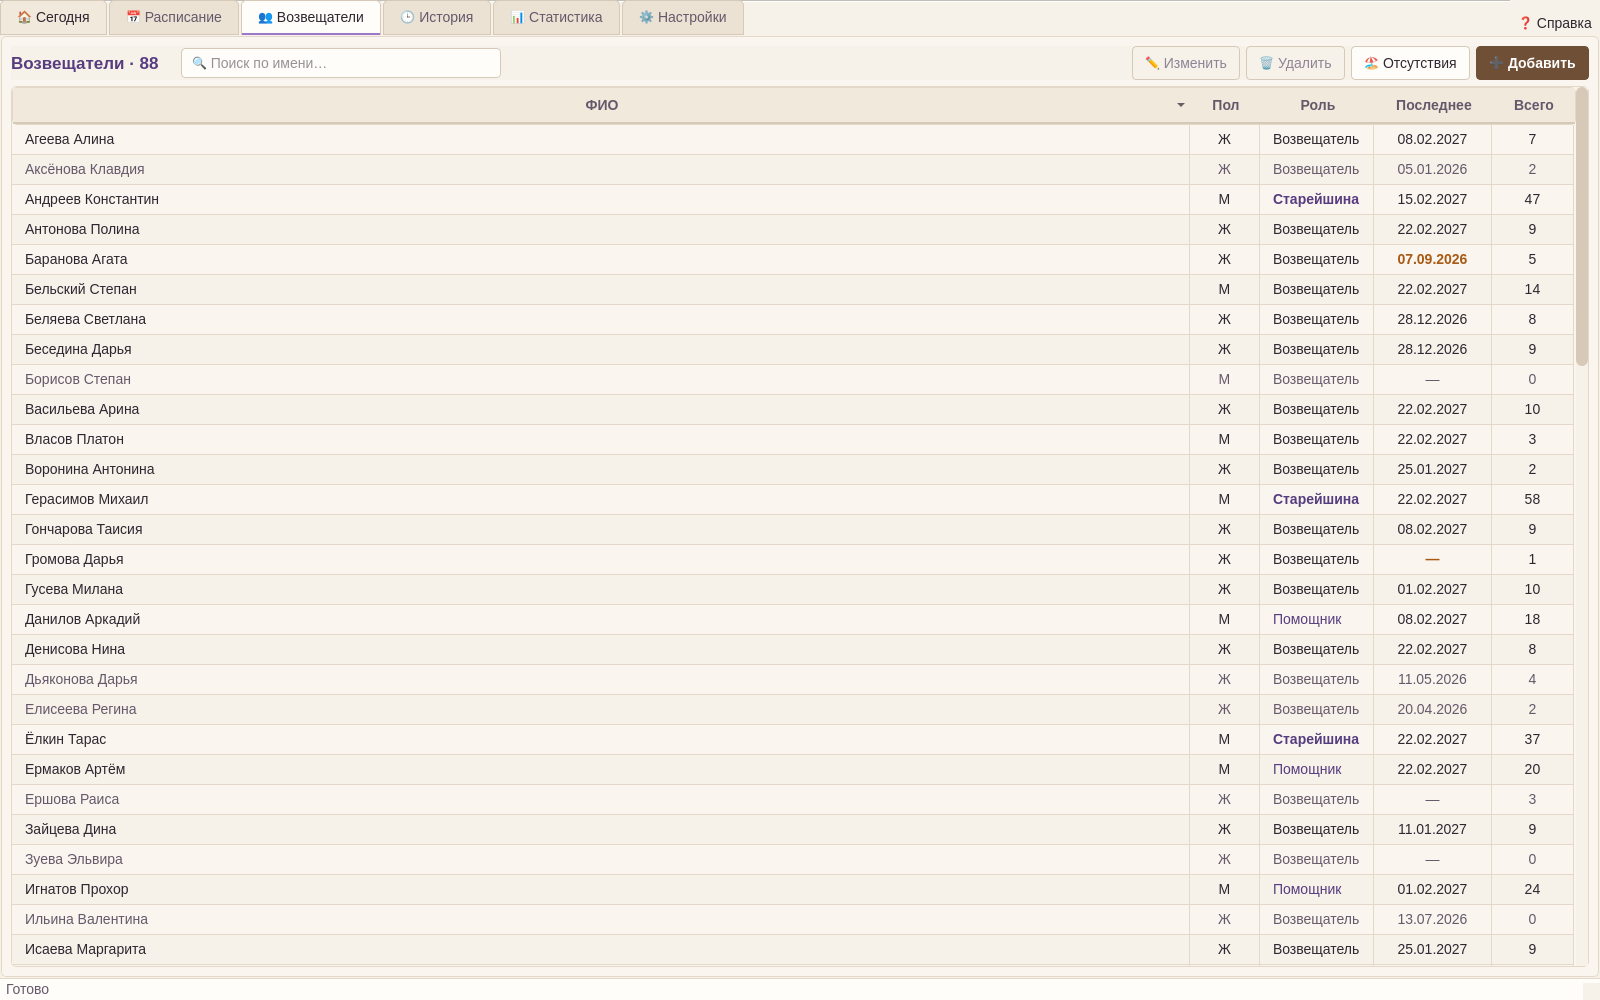 🏠 Сегодня 📅 Расписание 👥 Возвещатели 🕒 История 📊 Статистика ⚙️ Настройки ❓ Справка
Возвещатели · 88 🔍 Поиск по имени… ✏️ Изменить 🗑️ Удалить 🏖️ Отсутствия ➕ Добавить
ФИО Пол Роль Последнее Всего
Агеева Алина Ж Возвещатель 08.02.2027 7
Аксёнова Клавдия Ж Возвещатель 05.01.2026 2
Андреев Константин М Старейшина 15.02.2027 47
Антонова Полина Ж Возвещатель 22.02.2027 9
Баранова Агата Ж Возвещатель 07.09.2026 5
Бельский Степан М Возвещатель 22.02.2027 14
Беляева Светлана Ж Возвещатель 28.12.2026 8
Беседина Дарья Ж Возвещатель 28.12.2026 9
Борисов Степан М Возвещатель — 0
Васильева Арина Ж Возвещатель 22.02.2027 10
Власов Платон М Возвещатель 22.02.2027 3
Воронина Антонина Ж Возвещатель 25.01.2027 2
Герасимов Михаил М Старейшина 22.02.2027 58
Гончарова Таисия Ж Возвещатель 08.02.2027 9
Громова Дарья Ж Возвещатель — 1
Гусева Милана Ж Возвещатель 01.02.2027 10
Данилов Аркадий М Помощник 08.02.2027 18
Денисова Нина Ж Возвещатель 22.02.2027 8
Дьяконова Дарья Ж Возвещатель 11.05.2026 4
Елисеева Регина Ж Возвещатель 20.04.2026 2
Ёлкин Тарас М Старейшина 22.02.2027 37
Ермаков Артём М Помощник 22.02.2027 20
Ершова Раиса Ж Возвещатель — 3
Зайцева Дина Ж Возвещатель 11.01.2027 9
Зуева Эльвира Ж Возвещатель — 0
Игнатов Прохор М Помощник 01.02.2027 24
Ильина Валентина Ж Возвещатель 13.07.2026 0
Исаева Маргарита Ж Возвещатель 25.01.2027 9
Готово